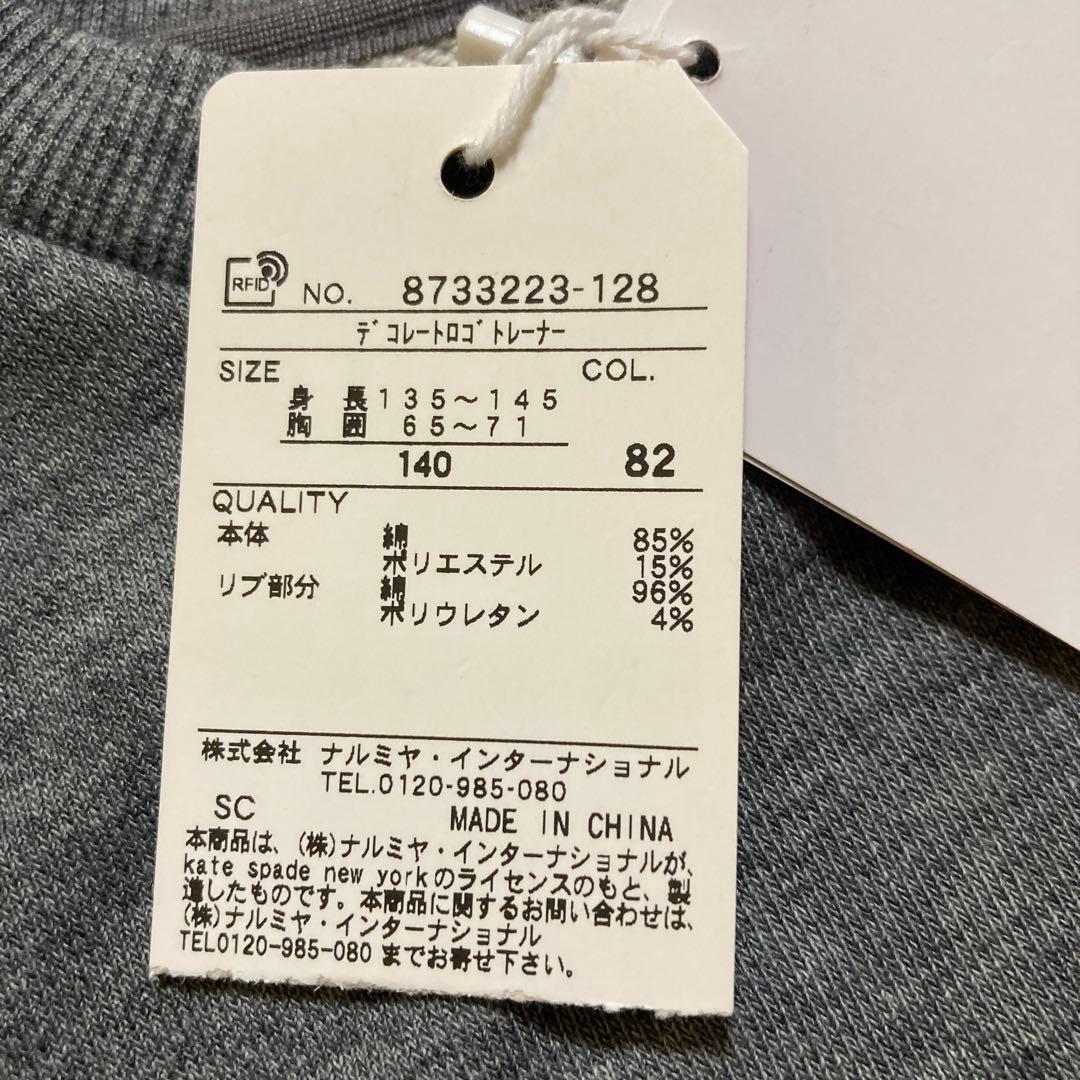 RFID NO. 8733223-128
デコレートロゴトレーナー
SIZE COL.
身長 135～145
胸囲 65～71
140 82
QUALITY
本体 綿 85%
ポリエステル 15%
リブ部分 綿 96%
ポリウレタン 4%
株式会社 ナルミヤ・インターナショナル
TEL.0120-985-080
SC MADE IN CHINA
本商品は、(株)ナルミヤ・インターナショナルが、
kate spade new yorkのライセンスのもと、製
造したものです。本商品に関するお問い合わせは、
(株)ナルミヤ・インターナショナル
TEL0120-985-080 までお寄せ下さい。